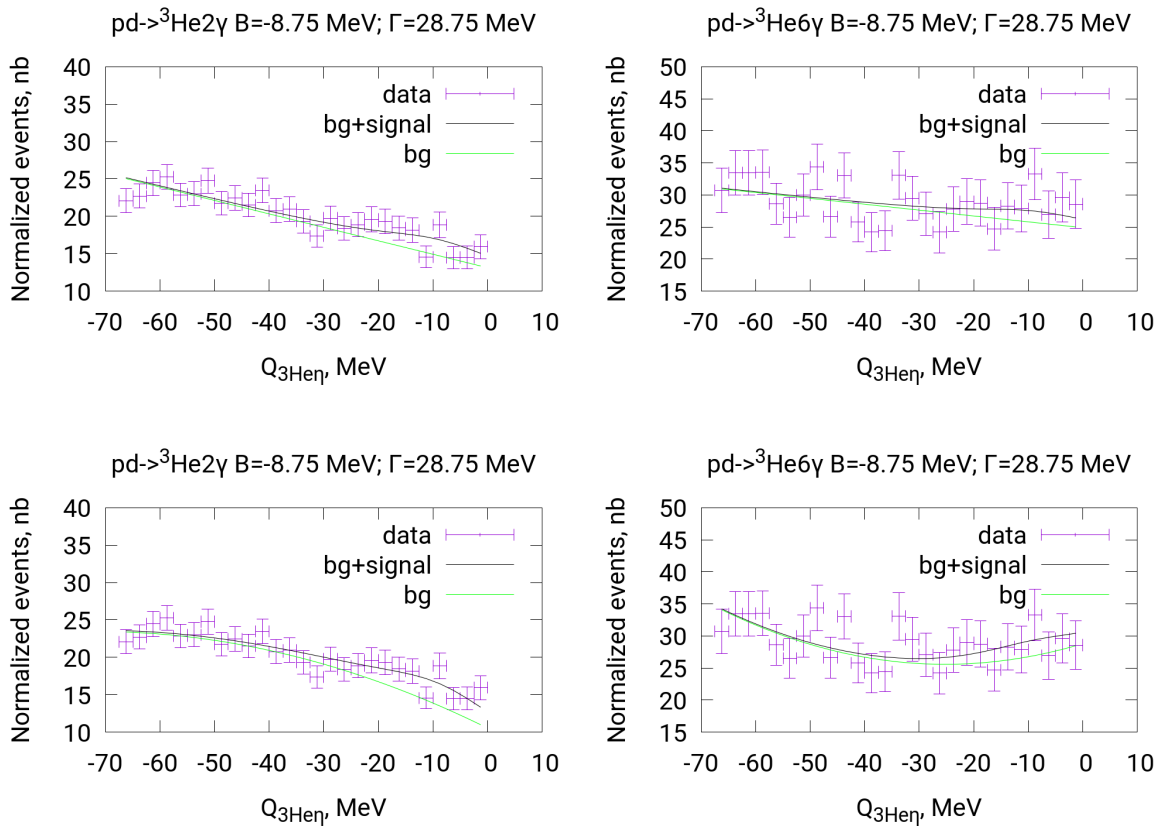 pd->³He2γ B=-8.75 MeV; Γ=28.75 MeV
Normalized events, nb
40
35
30
25
20
15
10
data
bg+signal
bg
-70 -60 -50 -40 -30 -20 -10 0 10
Q3Heη, MeV
pd->³He6γ B=-8.75 MeV; Γ=28.75 MeV
Normalized events, nb
50
45
40
35
30
25
20
15
data
bg+signal
bg
-70 -60 -50 -40 -30 -20 -10 0 10
Q3Heη, MeV
pd->³He2γ B=-8.75 MeV; Γ=28.75 MeV
Normalized events, nb
40
35
30
25
20
15
10
data
bg+signal
bg
-70 -60 -50 -40 -30 -20 -10 0 10
Q3Heη, MeV
pd->³He6γ B=-8.75 MeV; Γ=28.75 MeV
Normalized events, nb
50
45
40
35
30
25
20
15
data
bg+signal
bg
-70 -60 -50 -40 -30 -20 -10 0 10
Q3Heη, MeV